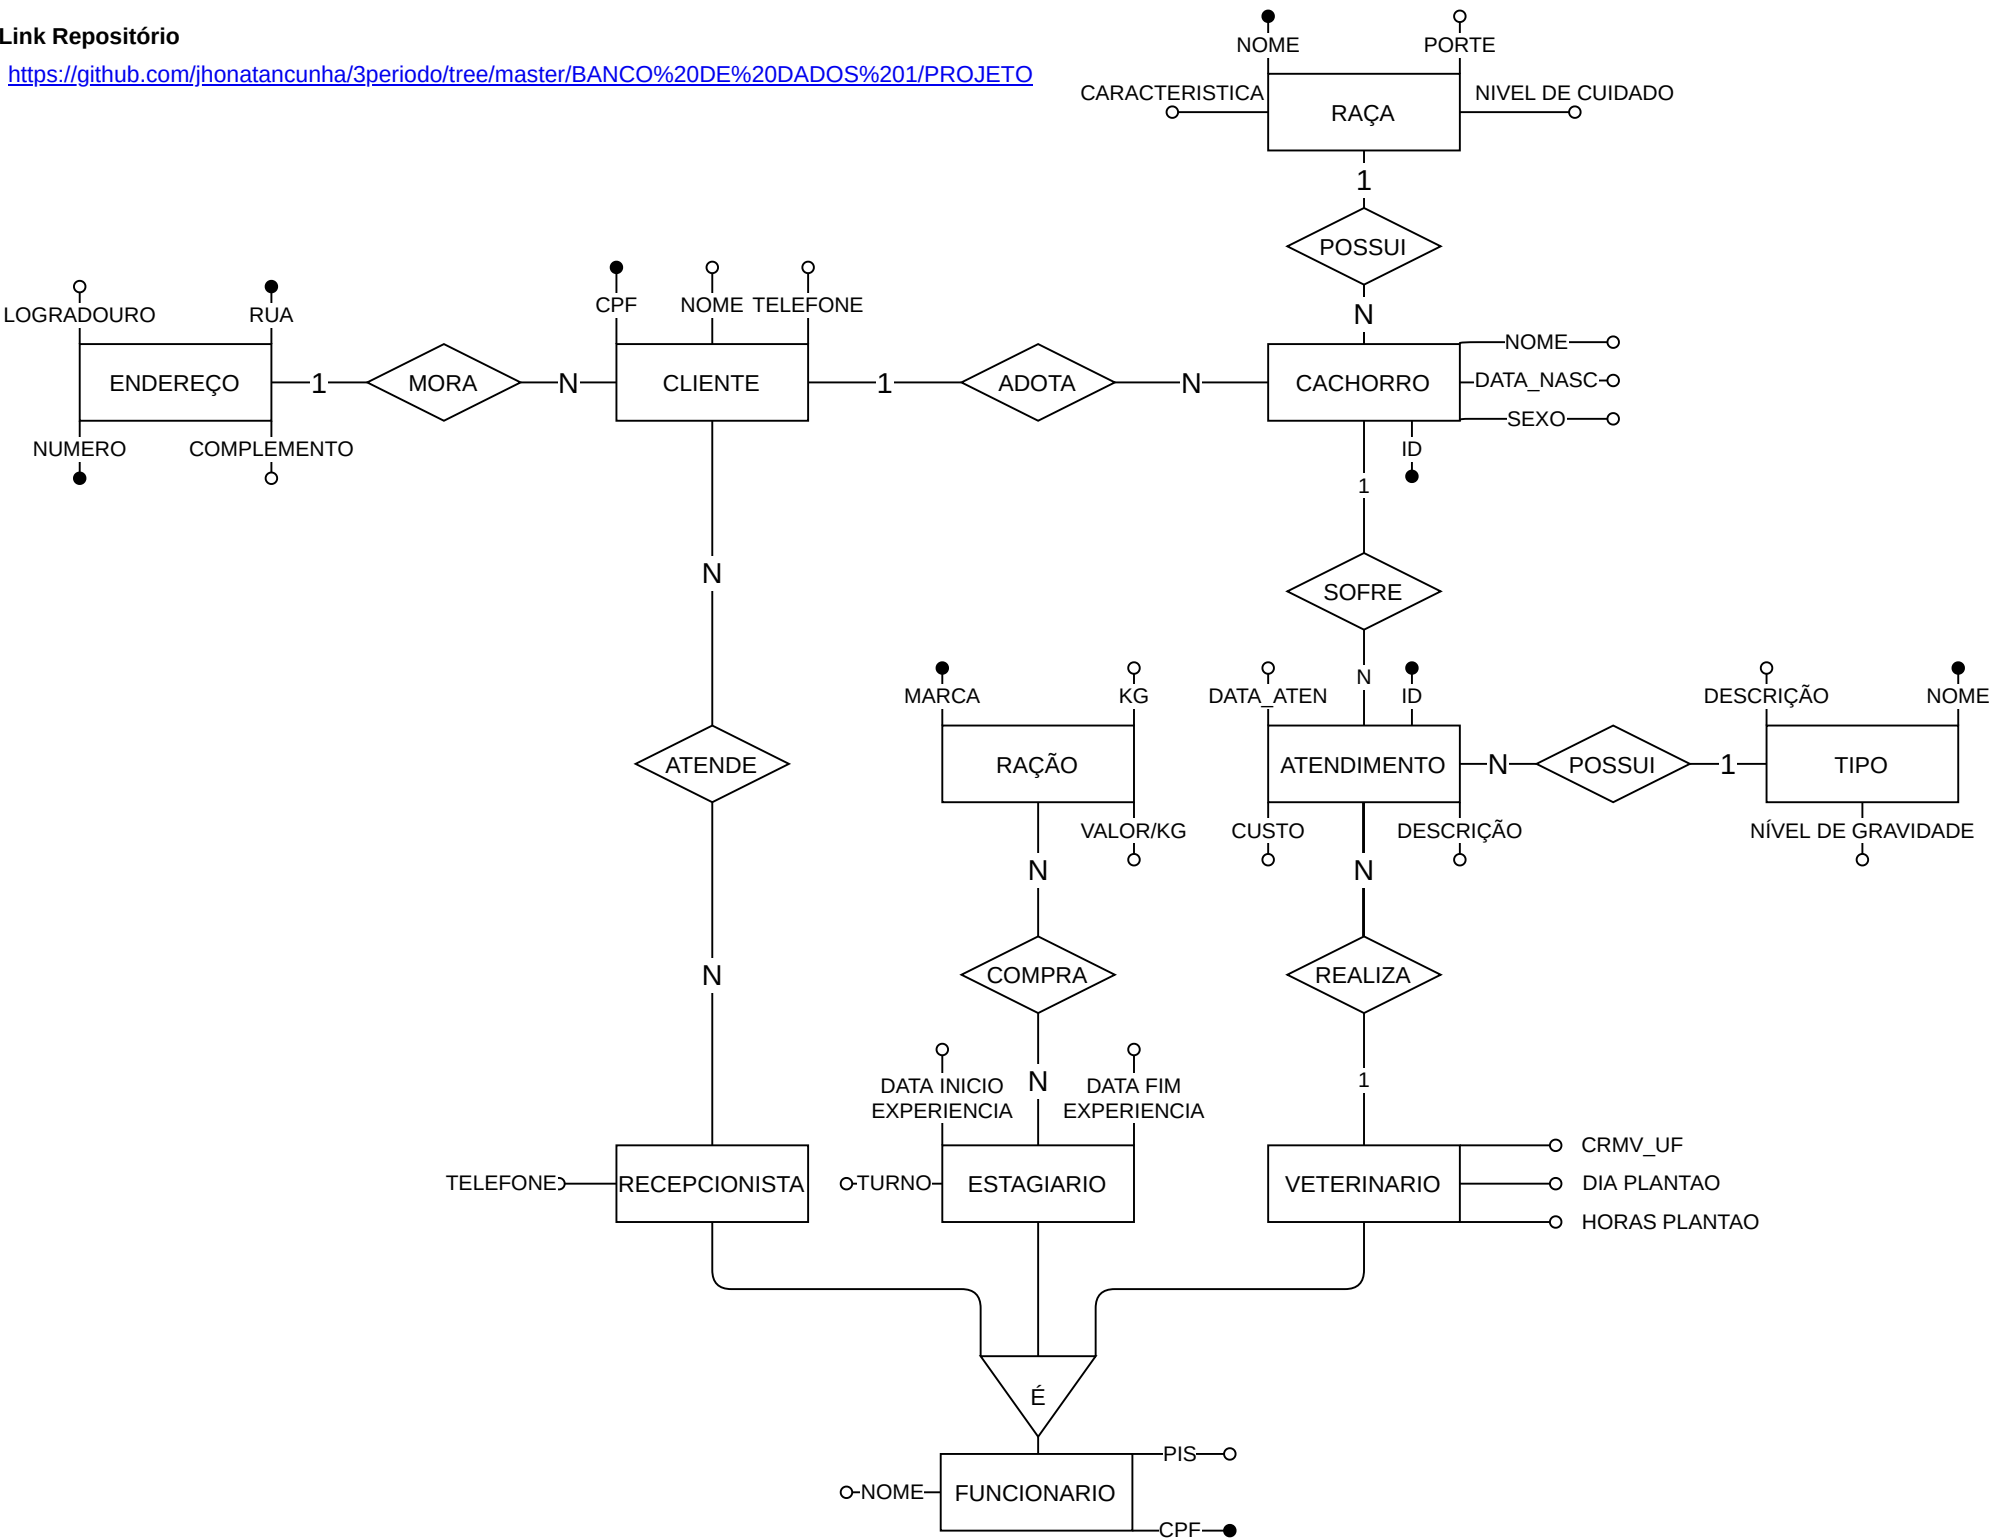 Link Repositório
https://github.com/jhonatancunha/3periodo/tree/master/BANCO%20DE%20DADOS%201/PROJETO
NOME
PORTE
CARACTERISTICA
NIVEL DE CUIDADO
RAÇA
1
POSSUI
N
LOGRADOURO
RUA
ENDEREÇO
NUMERO
COMPLEMENTO
1
MORA
N
CPF
NOME
TELEFONE
CLIENTE
1
ADOTA
N
CACHORRO
NOME
DATA_NASC
SEXO
ID
1
SOFRE
N
N
ATENDE
N
MARCA
KG
RAÇÃO
VALOR/KG
N
COMPRA
N
DATA_ATEN
ID
ATENDIMENTO
CUSTO
DESCRIÇÃO
N
POSSUI
1
DESCRIÇÃO
NOME
TIPO
NÍVEL DE GRAVIDADE
N
REALIZA
1
TELEFONE
RECEPCIONISTA
DATA INICIO
EXPERIENCIA
DATA FIM
EXPERIENCIA
TURNO
ESTAGIARIO
VETERINARIO
CRMV_UF
DIA PLANTAO
HORAS PLANTAO
É
PIS
NOME
FUNCIONARIO
CPF